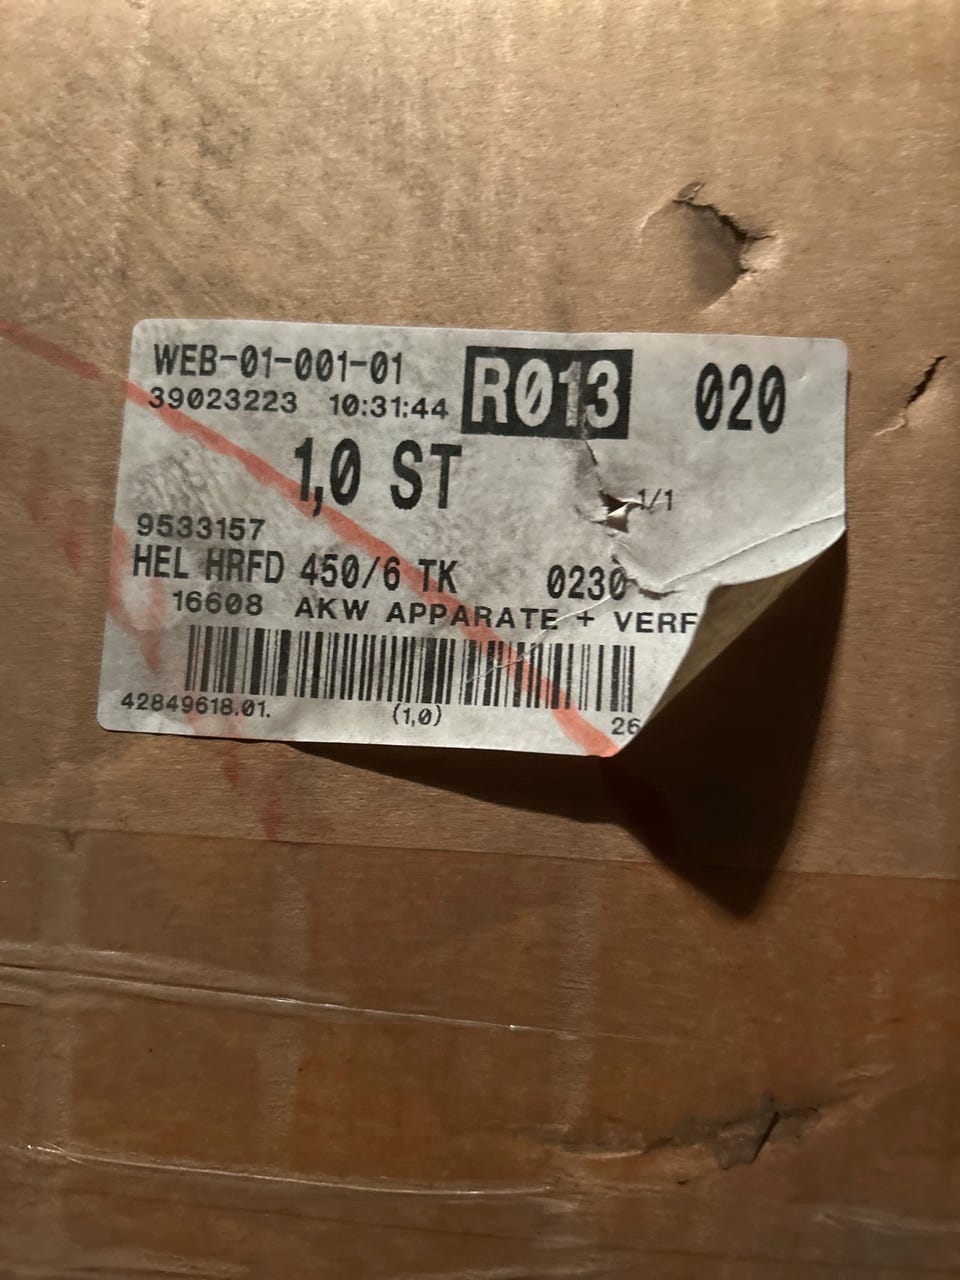 WEB-01-001-01 R013 020
39023223 10:31:44
1,0 ST
1/1
9533157
HEL HRFD 450/6 TK 0230
16608 AKW APPARATE + VERF
42849618.01. (1,0) 26